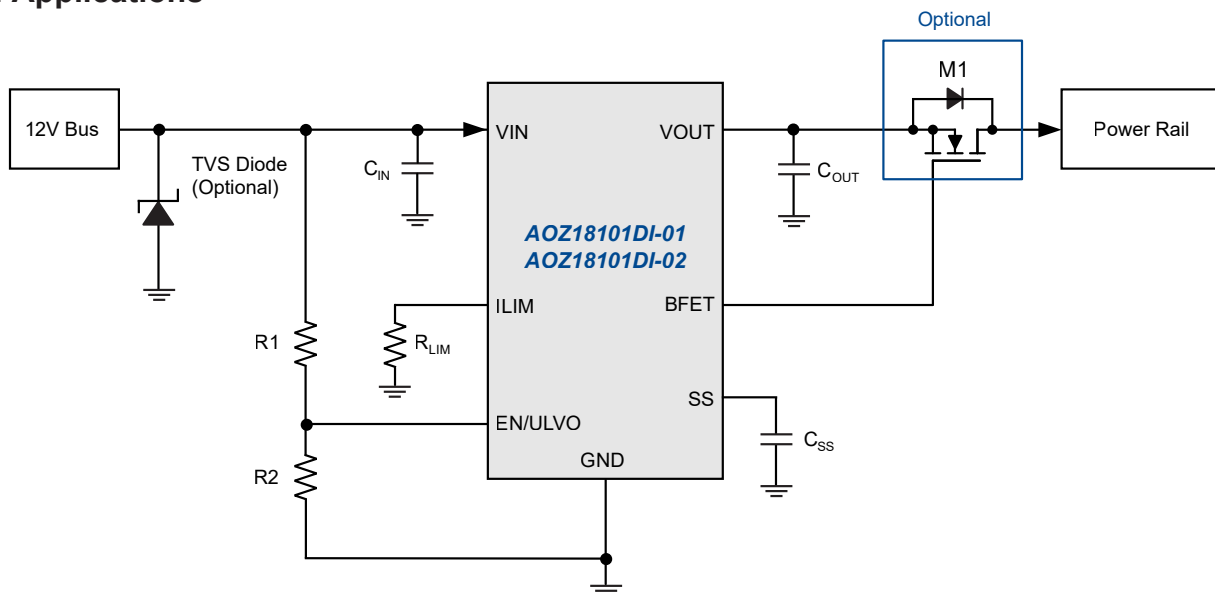 Applications
Optional
M1
12V Bus
VIN
VOUT
Power Rail
TVS Diode
(Optional)
CIN
COUT
AOZ18101DI-01
AOZ18101DI-02
ILIM
BFET
R1
RLIM
SS
EN/ULVO
CSS
R2
GND